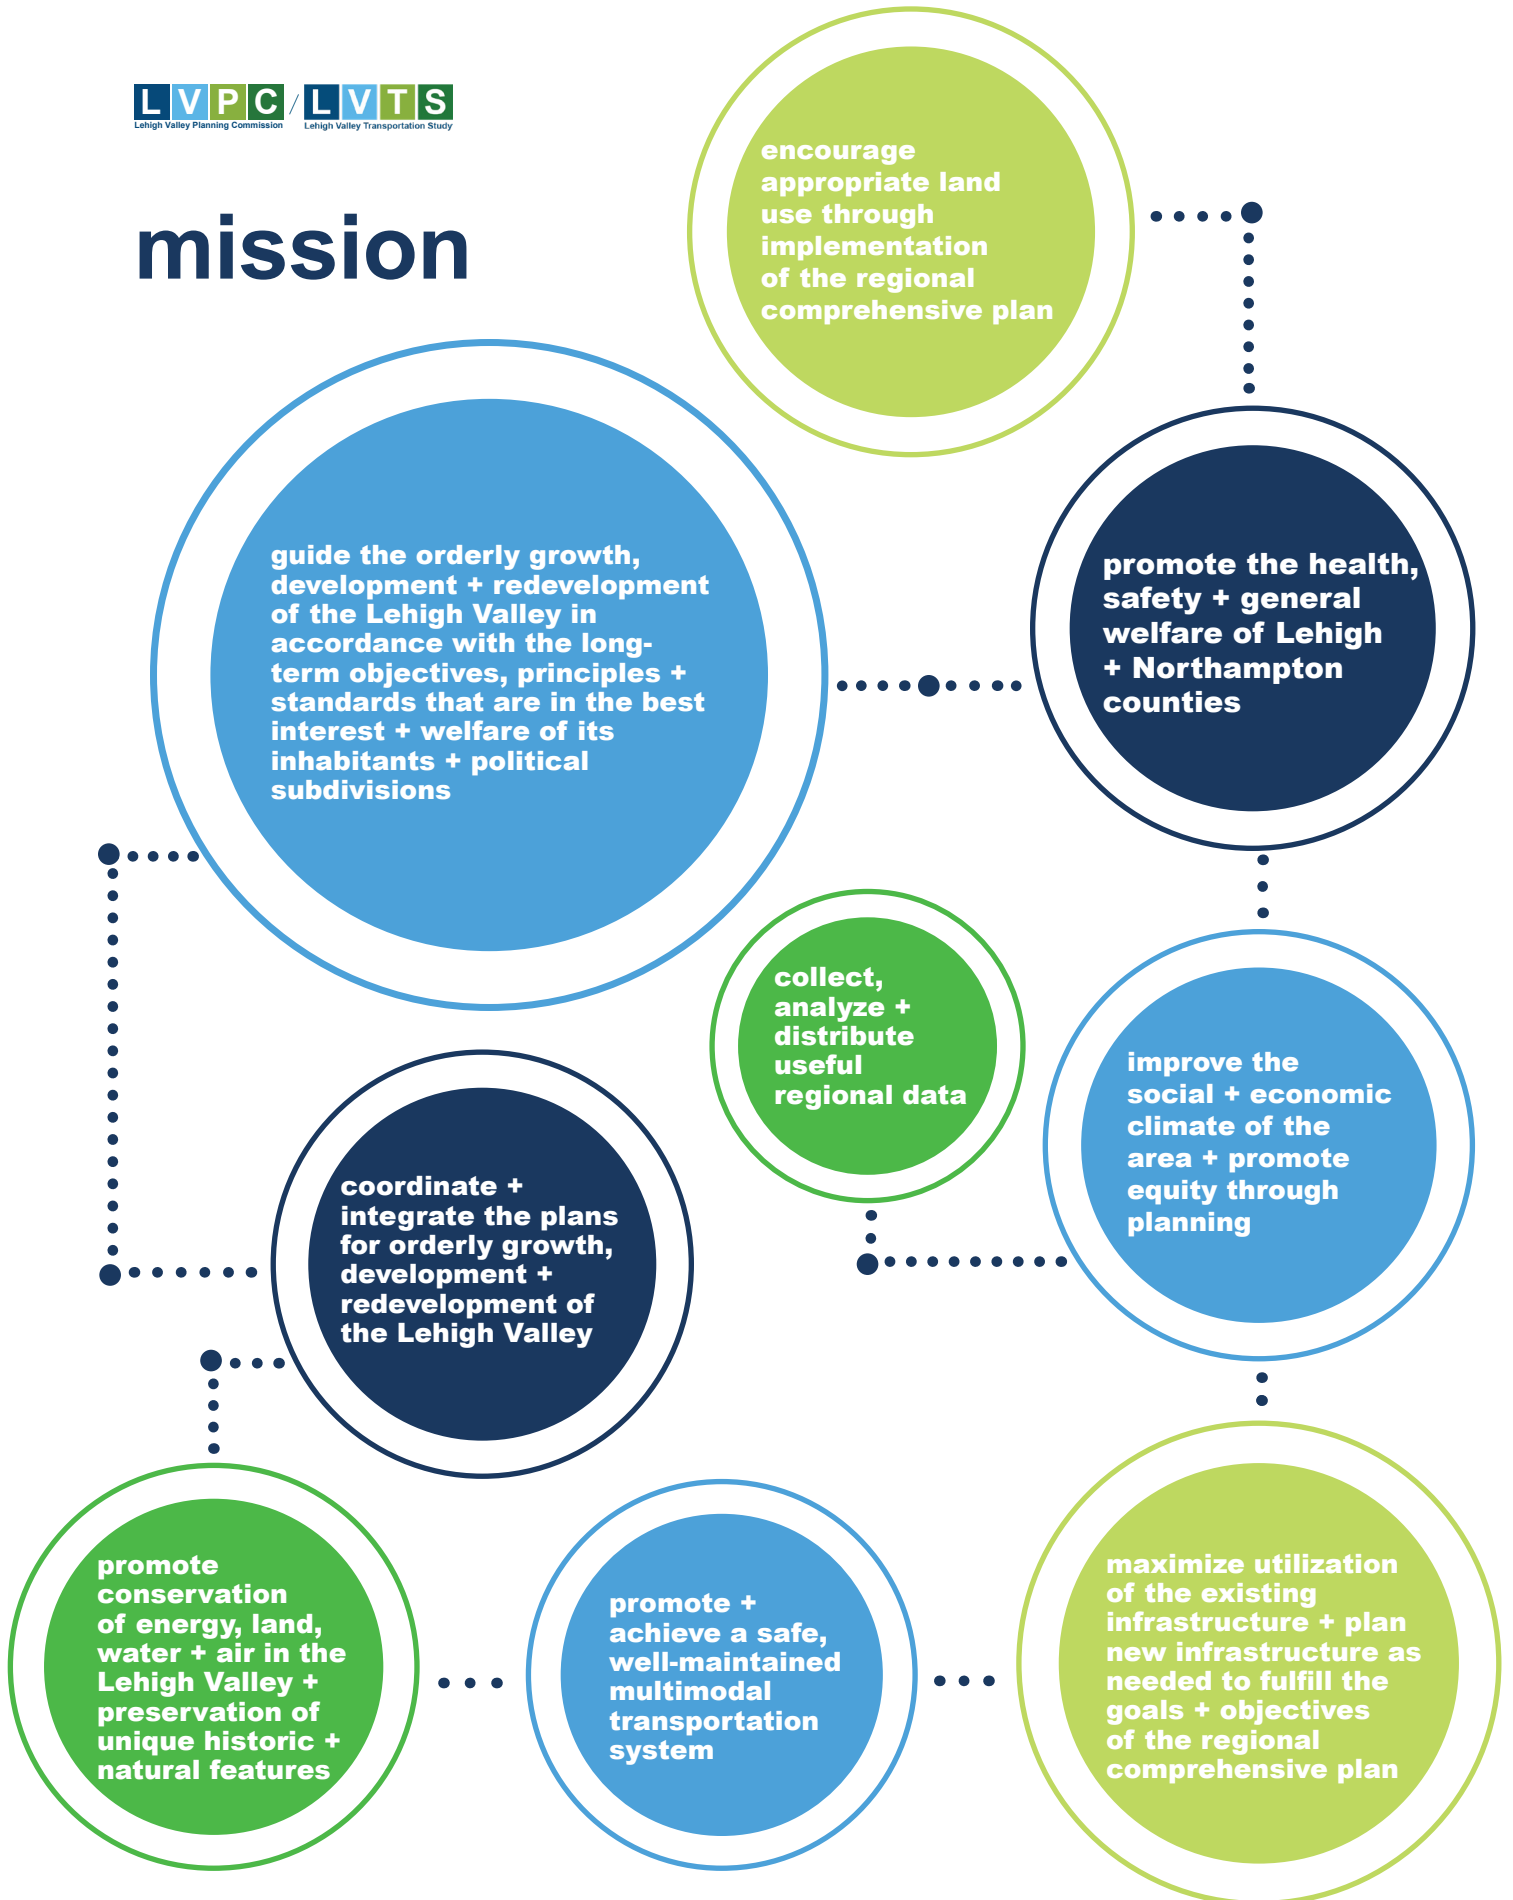 LVPC / LVTS
Lehigh Valley Planning Commission
Lehigh Valley Transportation Study
mission
encourage
appropriate land
use through
implementation
of the regional
comprehensive plan
guide the orderly growth,
development + redevelopment
of the Lehigh Valley in
accordance with the long-
term objectives, principles +
standards that are in the best
interest + welfare of its
inhabitants + political
subdivisions
promote the health,
safety + general
welfare of Lehigh
+ Northampton
counties
collect,
analyze +
distribute
useful
regional data
improve the
social + economic
climate of the
area + promote
equity through
planning
coordinate +
integrate the plans
for orderly growth,
development +
redevelopment of
the Lehigh Valley
promote
conservation
of energy, land,
water + air in the
Lehigh Valley +
preservation of
unique historic +
natural features
promote +
achieve a safe,
well-maintained
multimodal
transportation
system
maximize utilization
of the existing
infrastructure + plan
new infrastructure as
needed to fulfill the
goals + objectives
of the regional
comprehensive plan